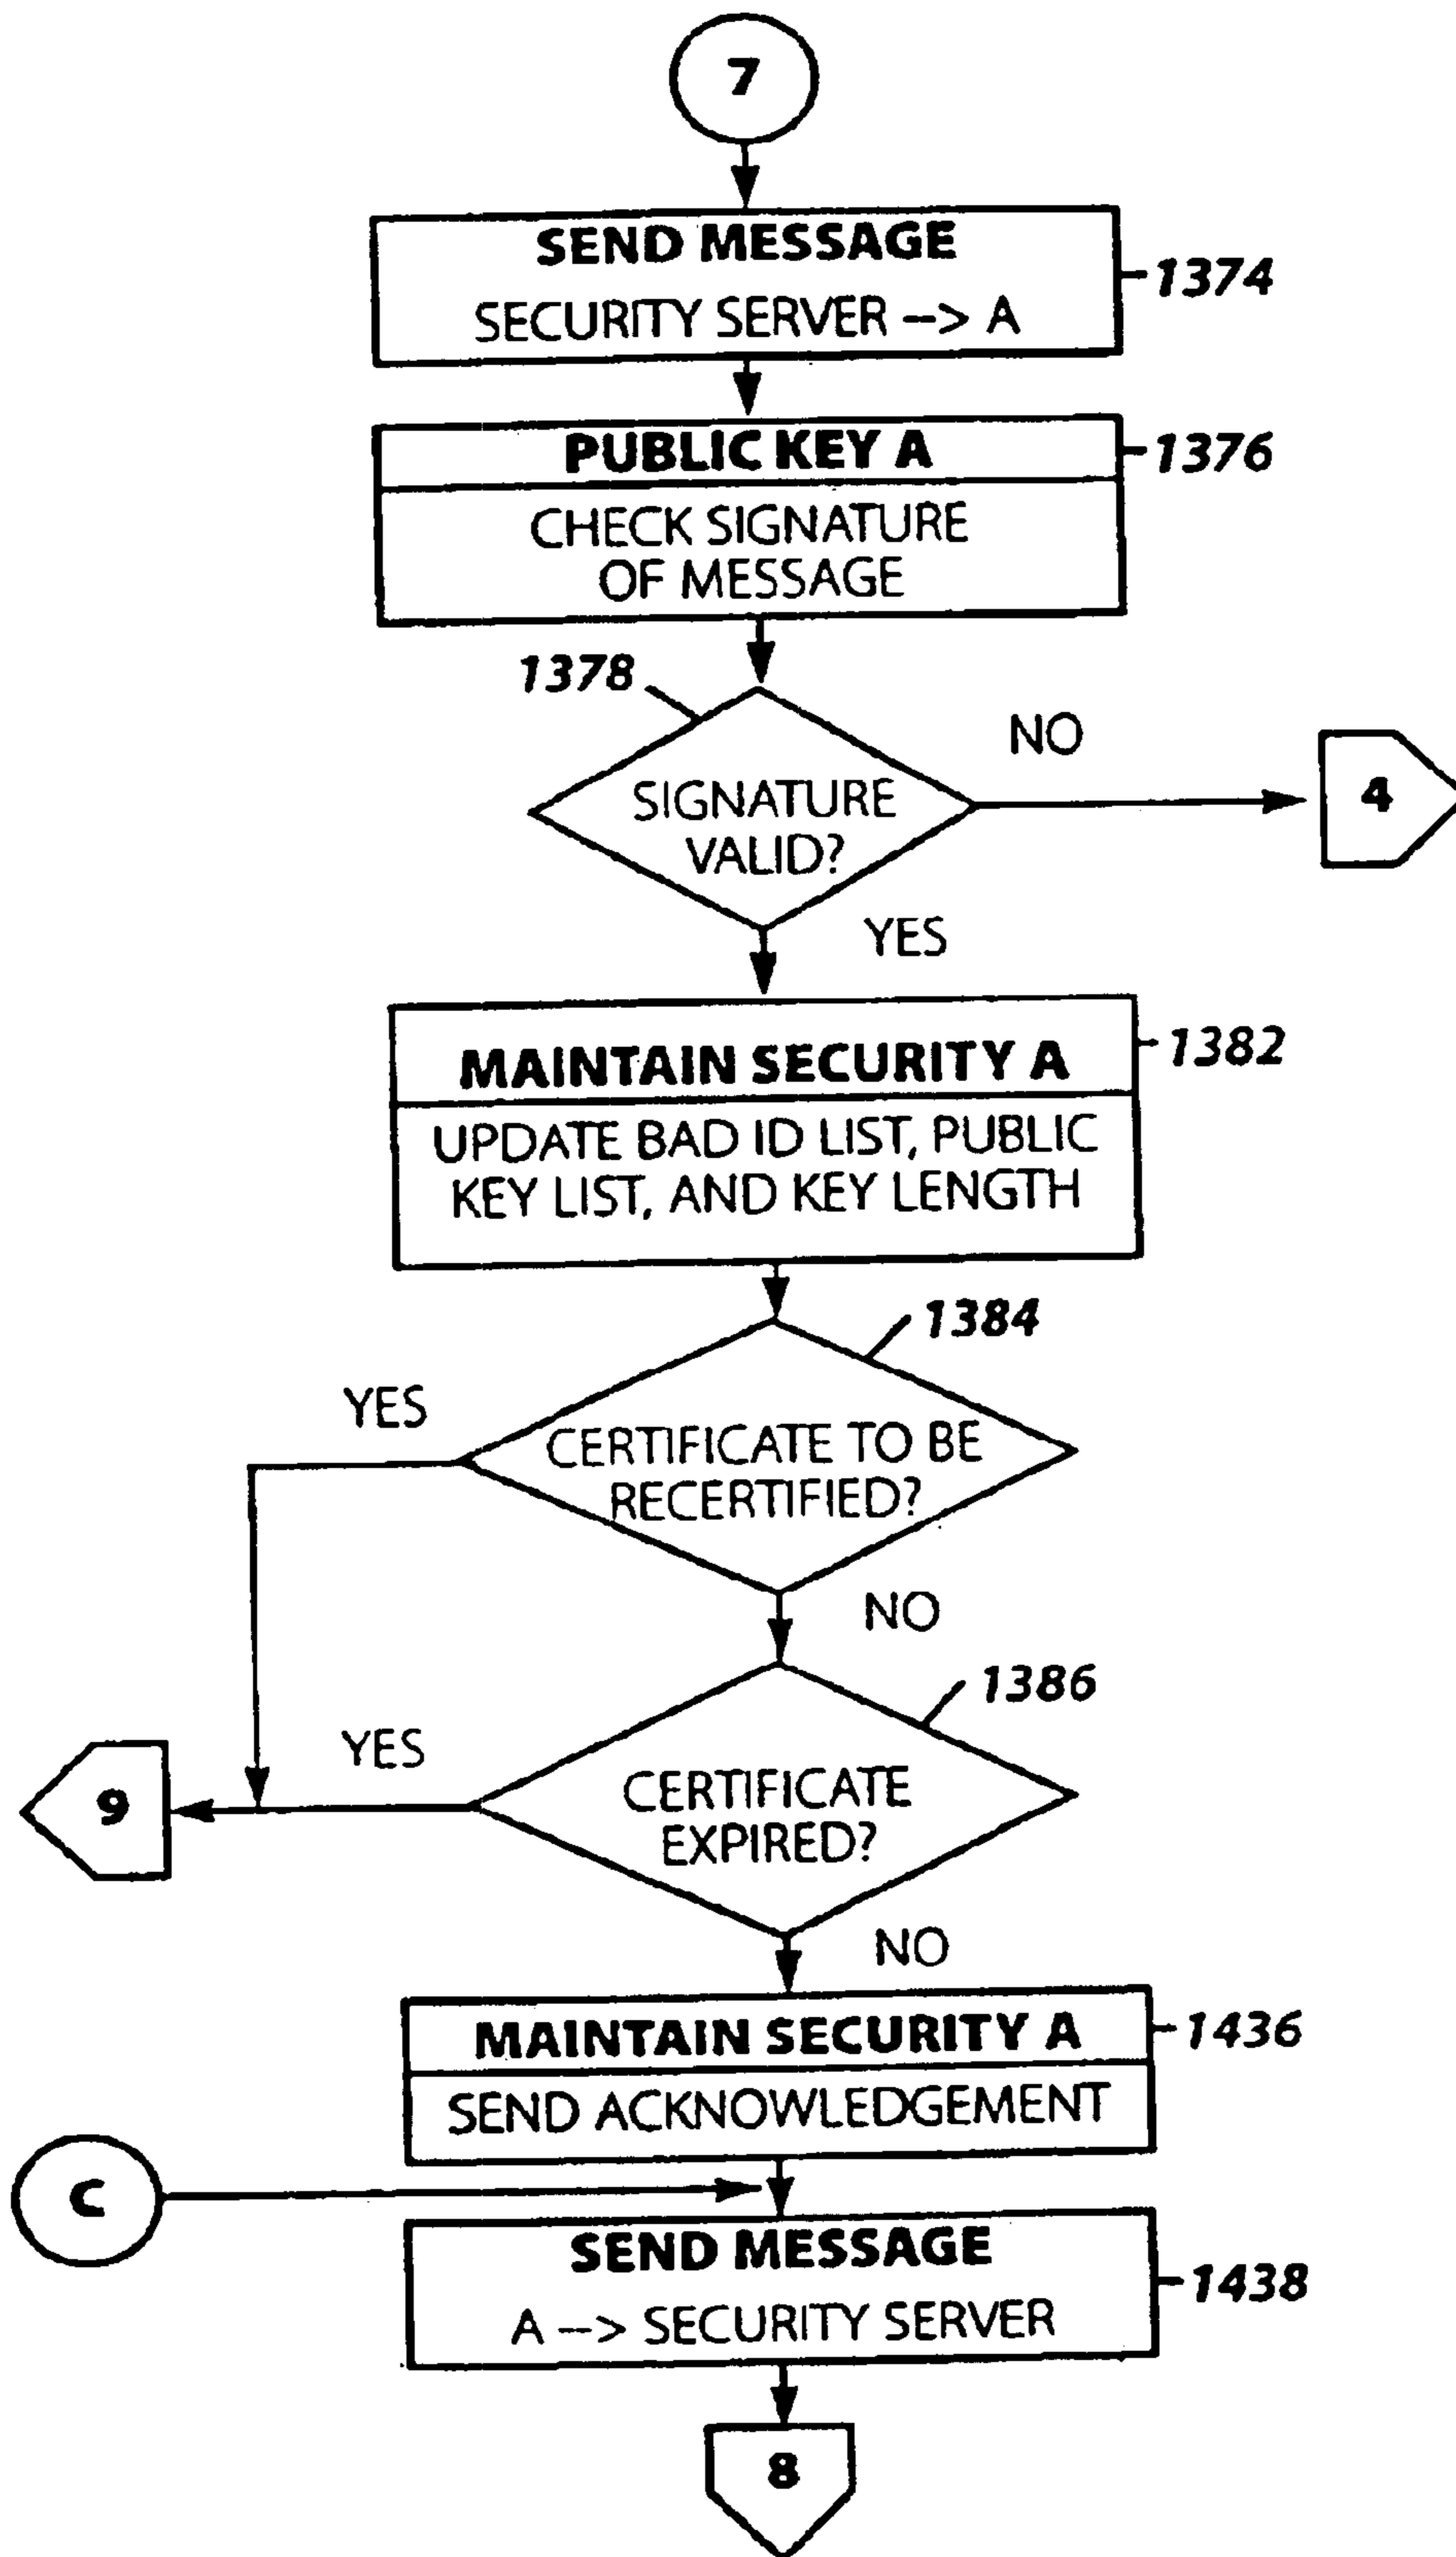 7
SEND MESSAGE
SECURITY SERVER --> A
1374
PUBLIC KEY A
1376
CHECK SIGNATURE
OF MESSAGE
1378
SIGNATURE
VALID?
NO
4
YES
MAINTAIN SECURITY A
1382
UPDATE BAD ID LIST, PUBLIC
KEY LIST, AND KEY LENGTH
1384
YES
CERTIFICATE TO BE
RECERTIFIED?
NO
1386
YES
9
CERTIFICATE
EXPIRED?
NO
MAINTAIN SECURITY A
1436
SEND ACKNOWLEDGEMENT
C
SEND MESSAGE
A --> SECURITY SERVER
1438
8